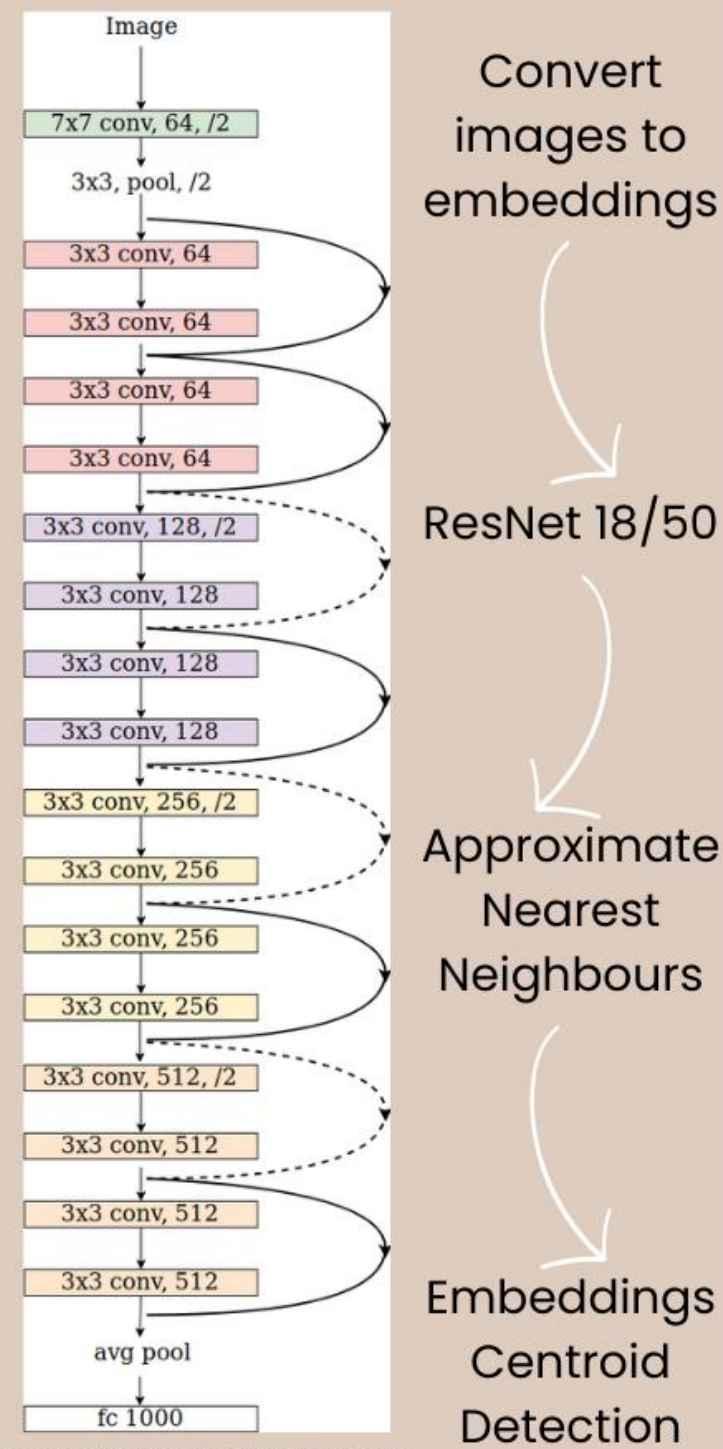 Image
7x7 conv, 64, /2
3x3, pool, /2
3x3 conv, 64
3x3 conv, 64
3x3 conv, 64
3x3 conv, 64
3x3 conv, 128, /2
3x3 conv, 128
3x3 conv, 128
3x3 conv, 128
3x3 conv, 256, /2
3x3 conv, 256
3x3 conv, 256
3x3 conv, 256
3x3 conv, 512, /2
3x3 conv, 512
3x3 conv, 512
3x3 conv, 512
avg pool
fc 1000
Convert
images to
embeddings
ResNet 18/50
Approximate
Nearest
Neighbours
Embeddings
Centroid
Detection